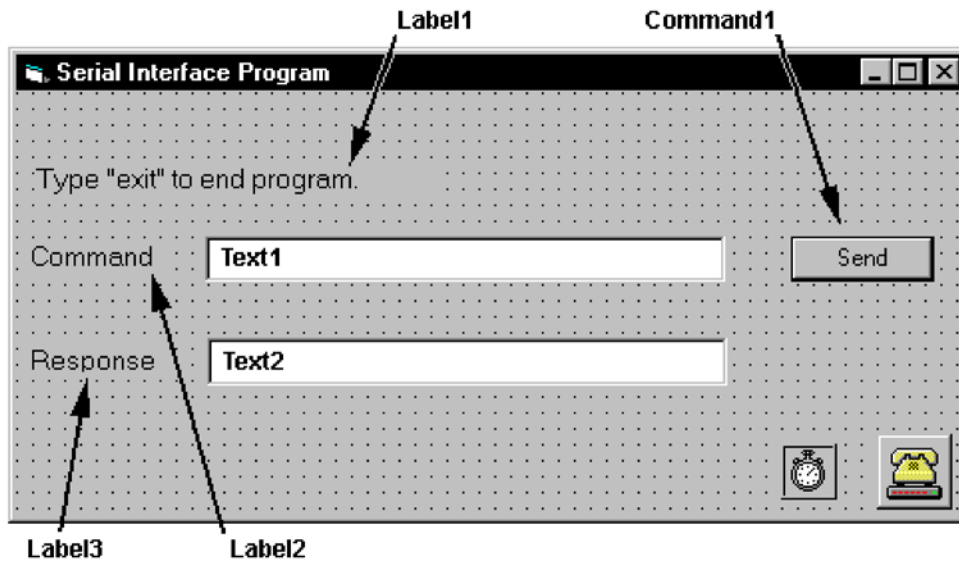 Label1 Command1
Serial Interface Program
Type "exit" to end program.
Command Text1 Send
Response Text2
Label3 Label2